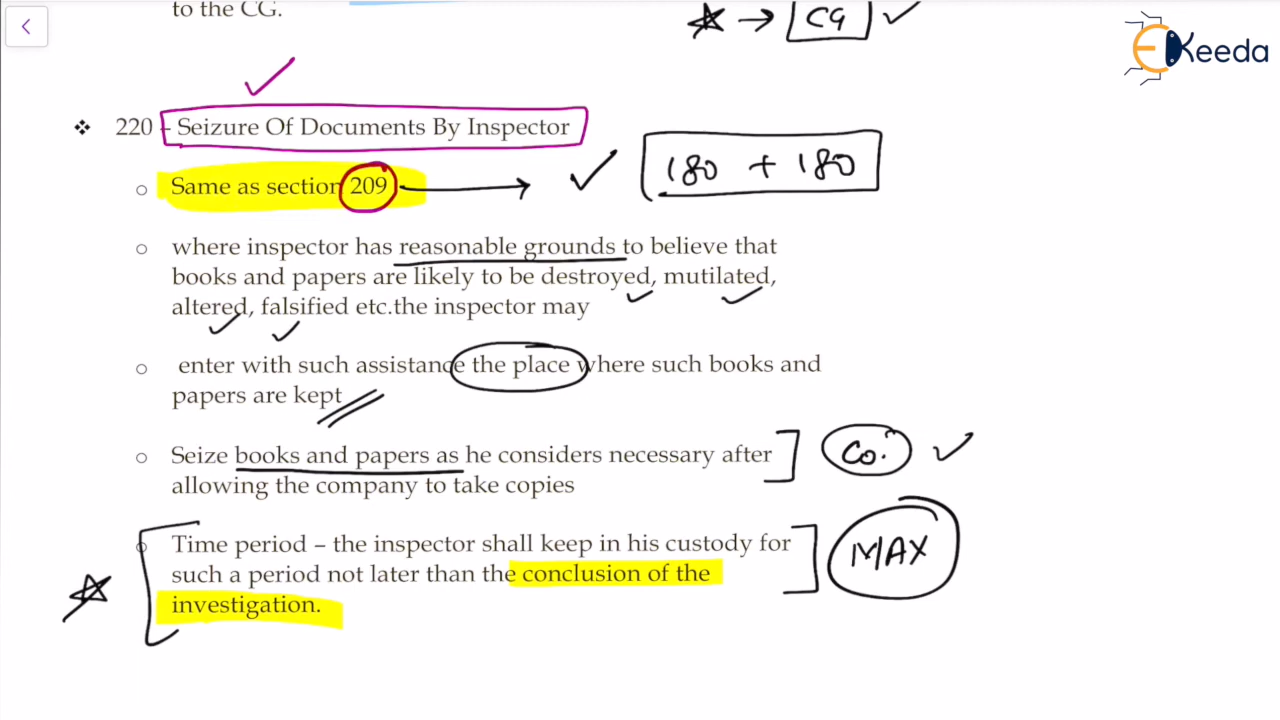 to the CG.
CG
Keeda
220 - Seizure Of Documents By Inspector
180 + 180
Same as section 209
where inspector has reasonable grounds to believe that
books and papers are likely to be destroyed, mutilated,
altered, falsified etc.the inspector may
enter with such assistance the place where such books and
papers are kept
Seize books and papers as he considers necessary after
allowing the company to take copies
Co.
Time period – the inspector shall keep in his custody for
such a period not later than the conclusion of the
investigation.
MAX